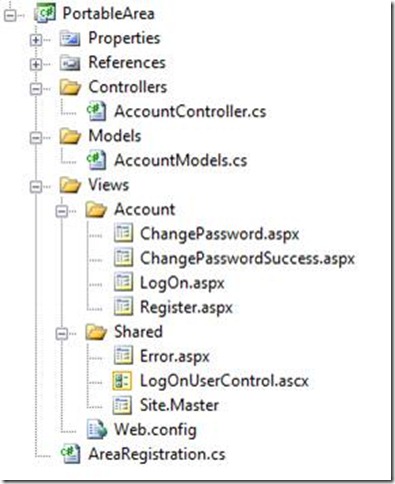 PortableArea
Properties
References
Controllers
AccountController.cs
Models
AccountModels.cs
Views
Account
ChangePassword.aspx
ChangePasswordSuccess.aspx
LogOn.aspx
Register.aspx
Shared
Error.aspx
LogOnUserControl.ascx
Site.Master
Web.config
AreaRegistration.cs